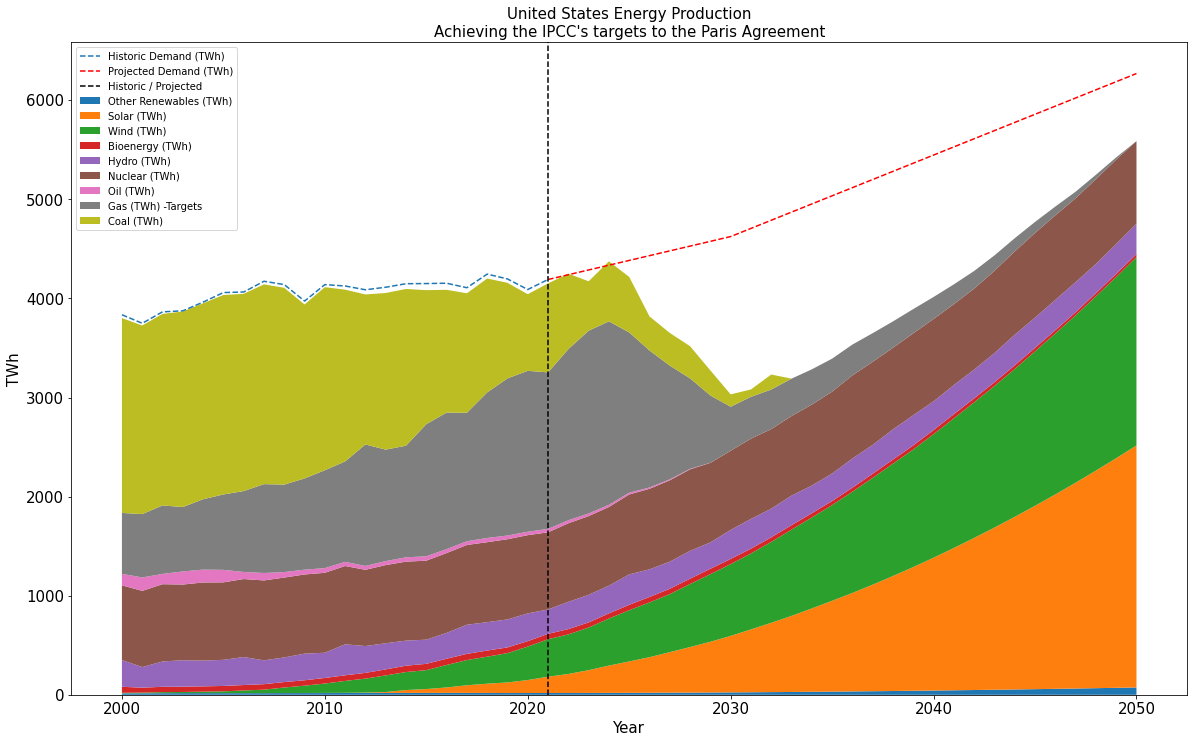 United States Energy Production
Achieving the IPCC's targets to the Paris Agreement
Historic Demand (TWh)
Projected Demand (TWh)
Historic / Projected
Other Renewables (TWh)
Solar (TWh)
Wind (TWh)
Bioenergy (TWh)
Hydro (TWh)
Nuclear (TWh)
Oil (TWh)
Gas (TWh) -Targets
Coal (TWh)
TWh
6000
5000
4000
3000
2000
1000
0
2000
2010
2020
2030
2040
2050
Year